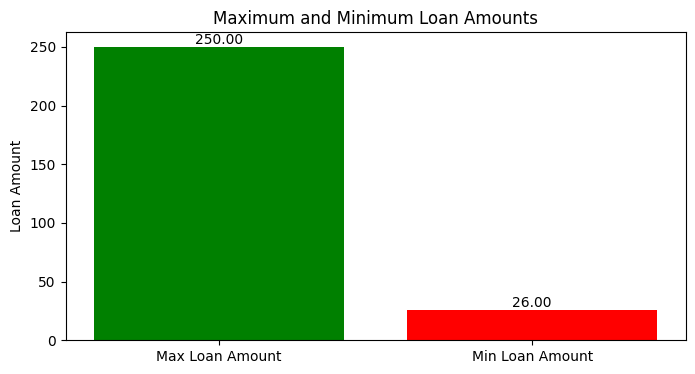 Maximum and Minimum Loan Amounts
250.00
26.00
250
200
150
100
50
0
Loan Amount
Max Loan Amount
Min Loan Amount